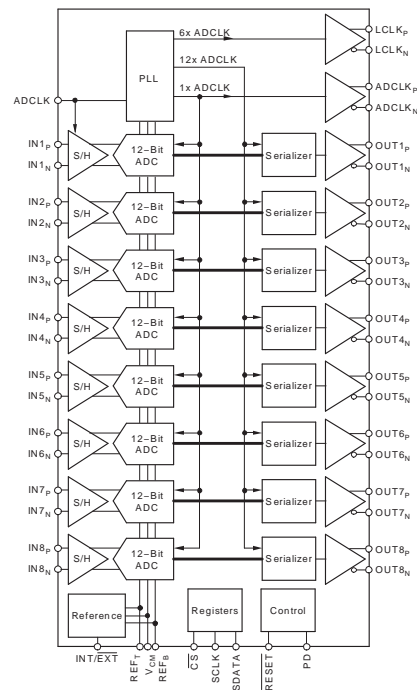 6x ADCLK
LCLKP
LCLKN
PLL
12x ADCLK
1x ADCLK
ADCLKP
ADCLKN
ADCLK
IN1P
IN1N
S/H
12–Bit
ADC
Serializer
OUT1P
OUT1N
IN2P
IN2N
S/H
12–Bit
ADC
Serializer
OUT2P
OUT2N
IN3P
IN3N
S/H
12–Bit
ADC
Serializer
OUT3P
OUT3N
IN4P
IN4N
S/H
12–Bit
ADC
Serializer
OUT4P
OUT4N
IN5P
IN5N
S/H
12–Bit
ADC
Serializer
OUT5P
OUT5N
IN6P
IN6N
S/H
12–Bit
ADC
Serializer
OUT6P
OUT6N
IN7P
IN7N
S/H
12–Bit
ADC
Serializer
OUT7P
OUT7N
IN8P
IN8N
S/H
12–Bit
ADC
Serializer
OUT8P
OUT8N
Reference
Registers
Control
INT/EXT
REFT
VCM
REFB
CS
SCLK
SDATA
RESET
PD